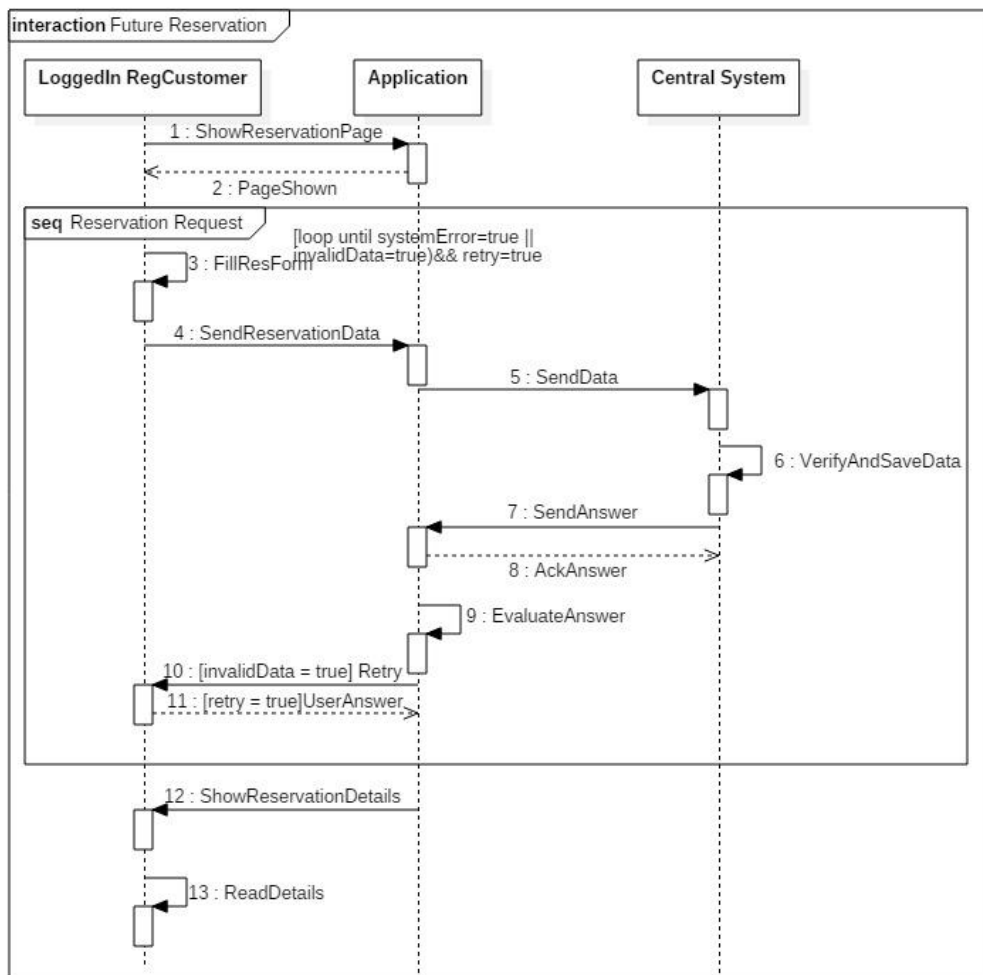 interaction Future Reservation
LoggedIn RegCustomer
Application
Central System
1 : ShowReservationPage
2 : PageShown
seq Reservation Request
[loop until systemError=true ||
invalidData=true)&& retry=true
3 : FillResForm
4 : SendReservationData
5 : SendData
6 : VerifyAndSaveData
7 : SendAnswer
8 : AckAnswer
9 : EvaluateAnswer
10 : [invalidData = true] Retry
11 : [retry = true]UserAnswer
12 : ShowReservationDetails
13 : ReadDetails